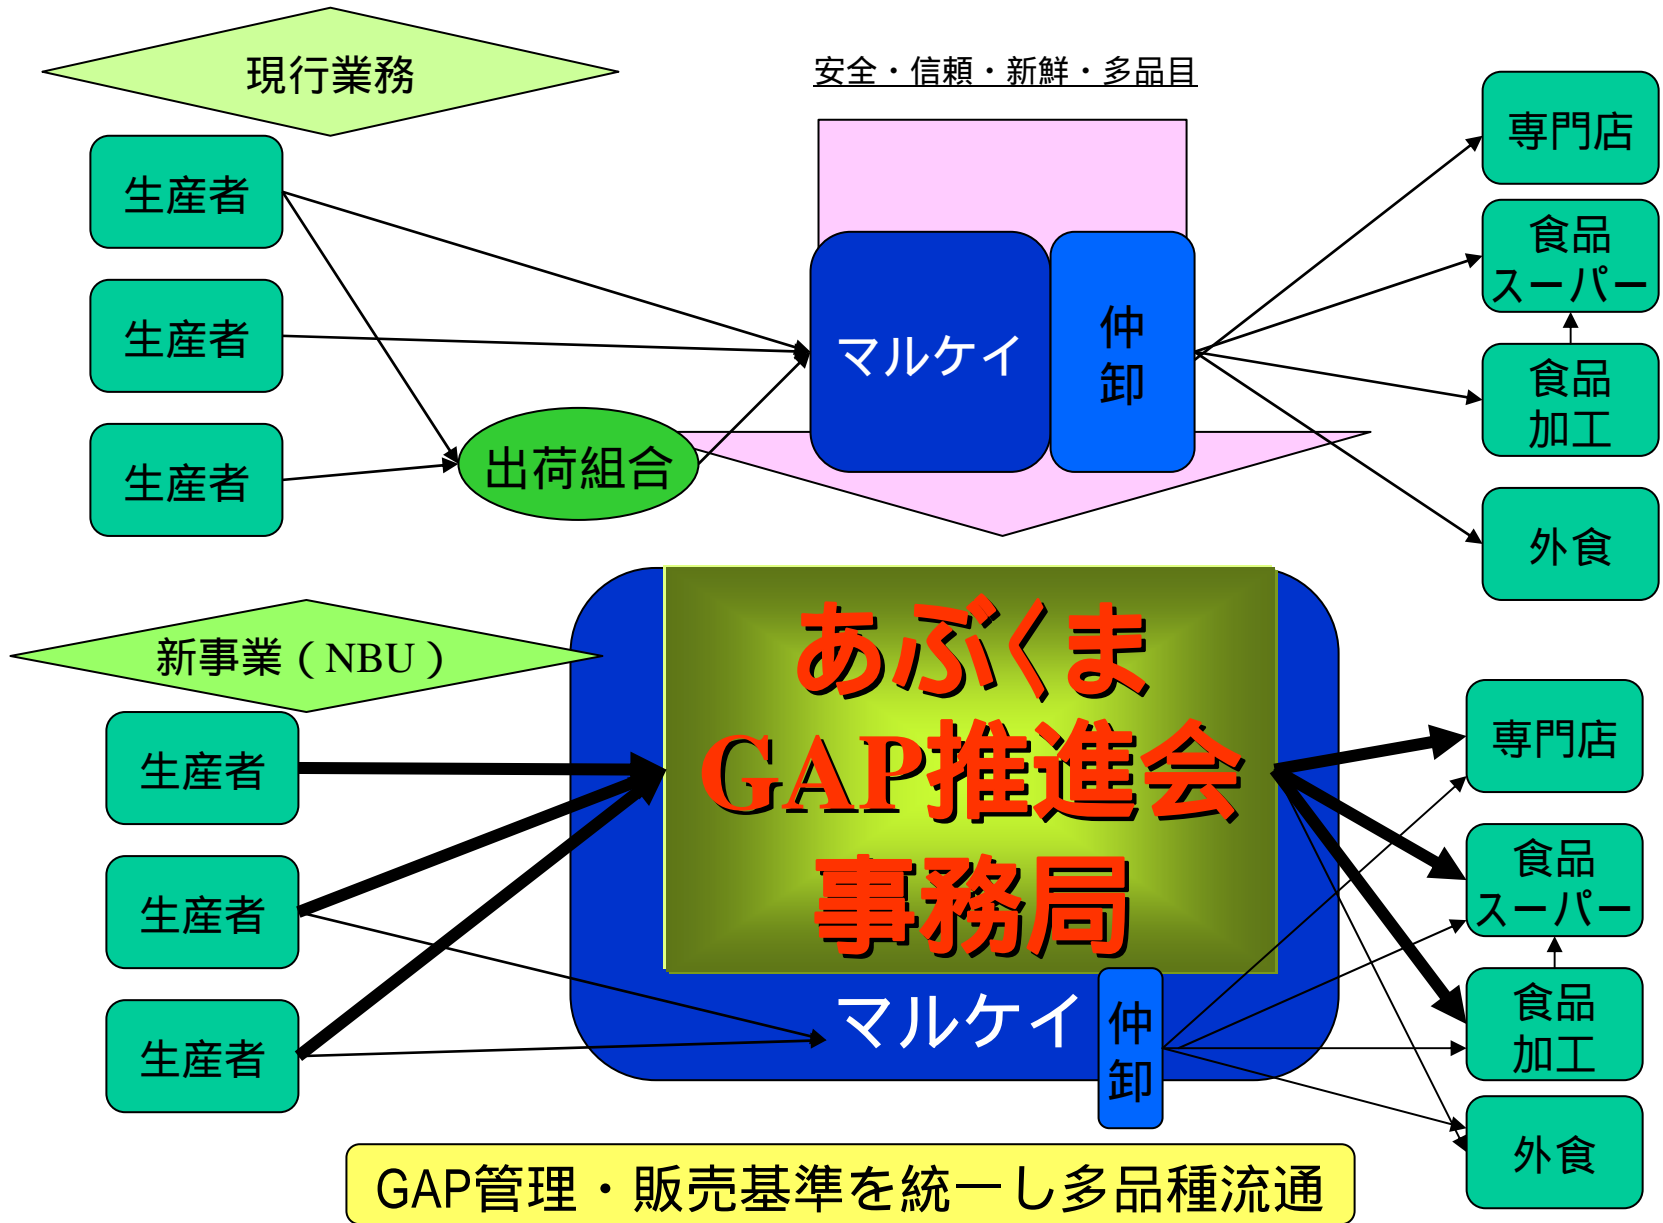 現行業務
安全・信頼・新鮮・多品目
生産者
生産者
生産者
出荷組合
マルケイ
仲
卸
専門店
食品
スーパー
食品
加工
外食
新事業（NBU）
生産者
生産者
生産者
あぶくま
GAP推進会
事務局
マルケイ
仲
卸
専門店
食品
スーパー
食品
加工
外食
GAP管理・販売基準を統一し多品種流通